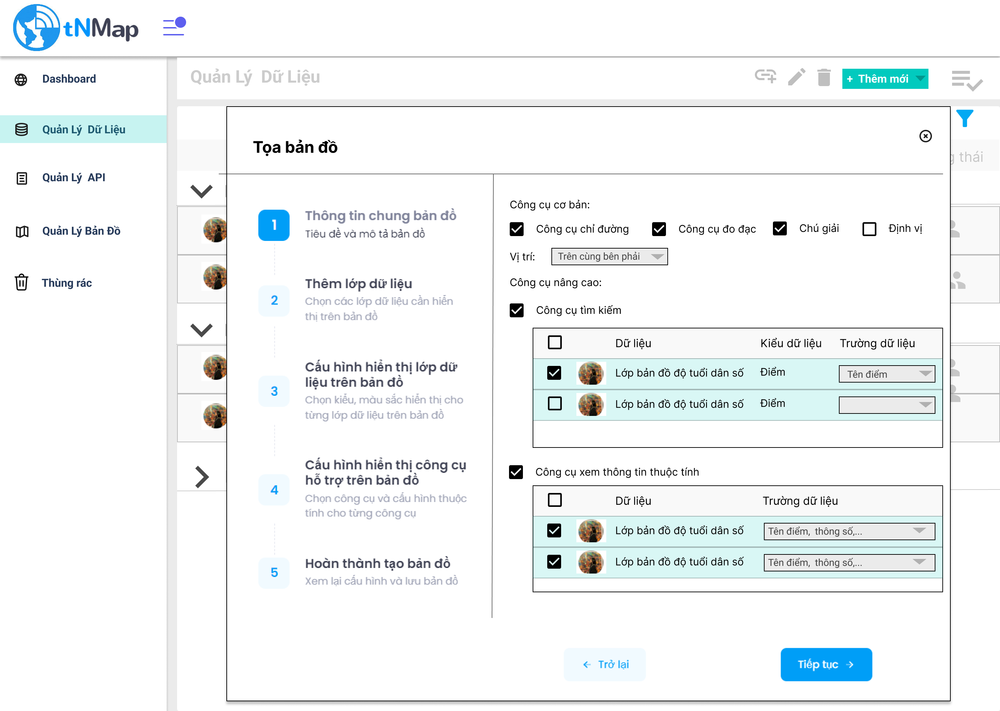 tNMap
Dashboard
Quản Lý Dữ Liệu
Quản Lý API
Quản Lý Bản Đồ
Thùng rác
Quản Lý Dữ Liệu
+ Thêm mới
thái
Tọa bản đồ
1
Thông tin chung bản đồ
Tiêu đề và mô tả bản đồ
2
Thêm lớp dữ liệu
Chọn các lớp dữ liệu cần hiển
thị trên bản đồ
3
Cấu hình hiển thị lớp dữ
liệu trên bản đồ
Chọn kiểu, màu sắc hiển thị cho
từng lớp dữ liệu trên bản đồ
4
Cấu hình hiển thị công cụ
hỗ trợ trên bản đồ
Chọn công cụ và cấu hình thuộc
tính cho từng công cụ
5
Hoàn thành tạo bản đồ
Xem lại cấu hình và lưu bản đồ
Công cụ cơ bản:
Công cụ chỉ đường Công cụ đo đạc Chú giải Định vị
Vị trí: Trên cùng bên phải
Công cụ nâng cao:
Công cụ tìm kiếm
Dữ liệu Kiểu dữ liệu Trường dữ liệu
Lớp bản đồ độ tuổi dân số Điểm Tên điểm
Lớp bản đồ độ tuổi dân số Điểm
Công cụ xem thông tin thuộc tính
Dữ liệu Trường dữ liệu
Lớp bản đồ độ tuổi dân số Tên điểm, thông số,...
Lớp bản đồ độ tuổi dân số Tên điểm, thông số,...
← Trở lại
Tiếp tục →